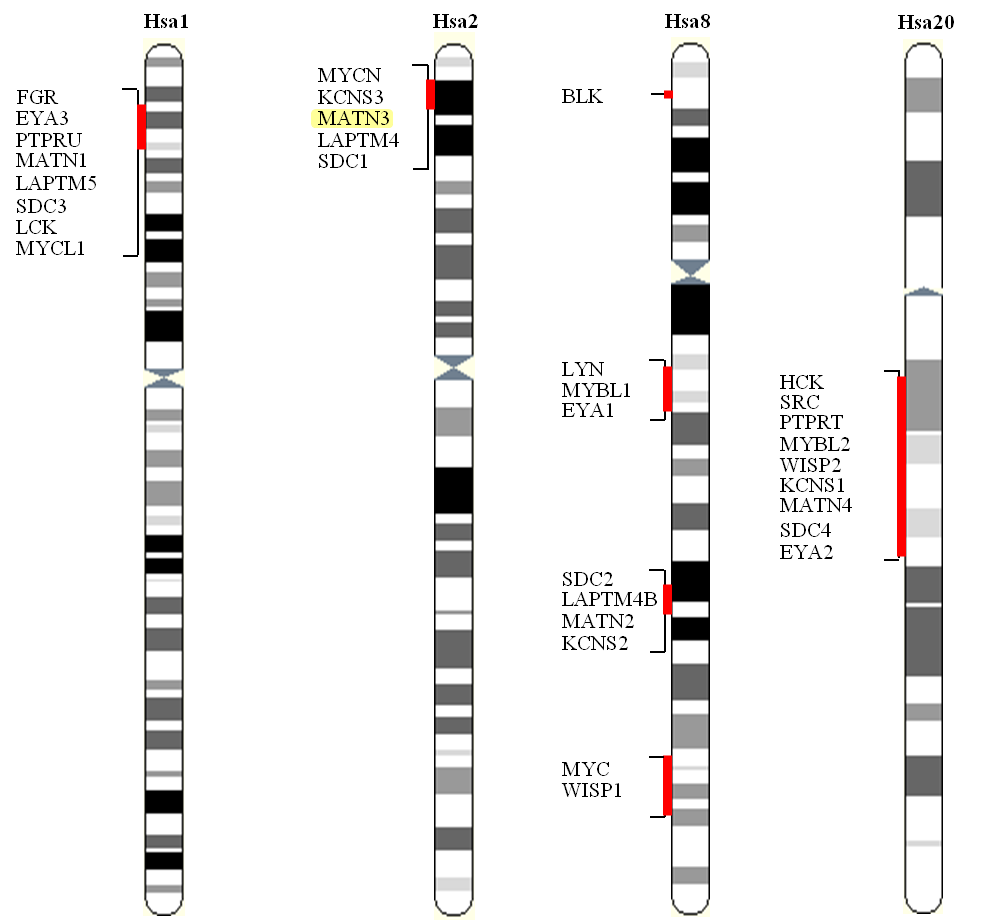 Hsa1
Hsa2
Hsa8
Hsa20
FGR
EYA3
PTPRU
MATN1
LAPTM5
SDC3
LCK
MYCL1
MYCN
KCNS3
MATN3
LAPTM4
SDC1
BLK
LYN
MYBL1
EYA1
SDC2
LAPTM4B
MATN2
KCNS2
MYC
WISP1
HCK
SRC
PTPRT
MYBL2
WISP2
KCNS1
MATN4
SDC4
EYA2